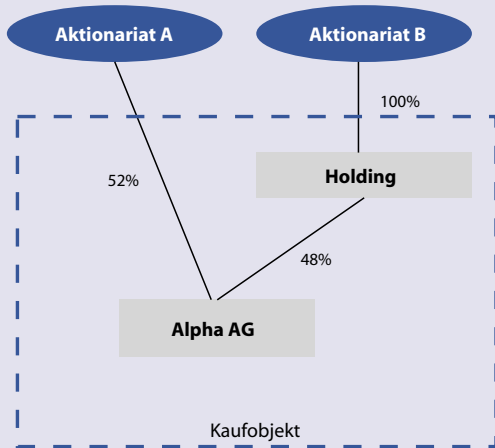 Aktionariat A
Aktionariat B
100%
52%
Holding
48%
Alpha AG
Kaufobjekt